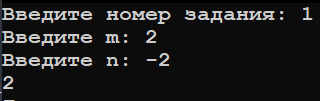 Введите номер задания: 1
Введите m: 2
Введите n: -2
2